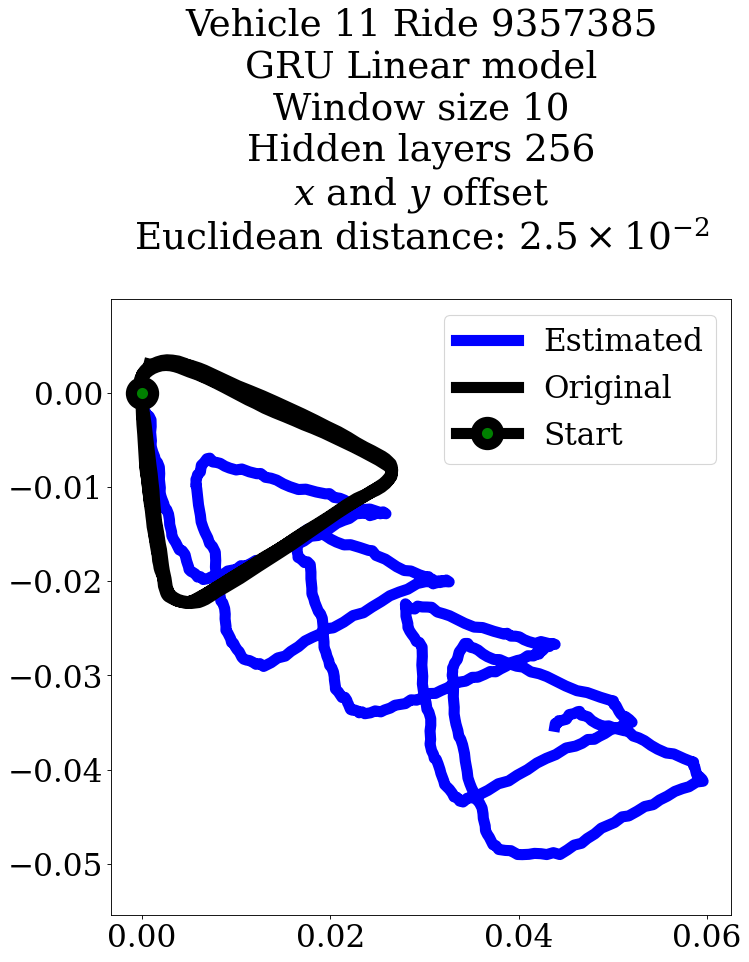 Vehicle 11 Ride 9357385
GRU Linear model
Window size 10
Hidden layers 256
x and y offset
Euclidean distance: 2.5 × 10⁻²
Estimated
Original
Start
0.00
−0.01
−0.02
−0.03
−0.04
−0.05
0.00 0.02 0.04 0.06